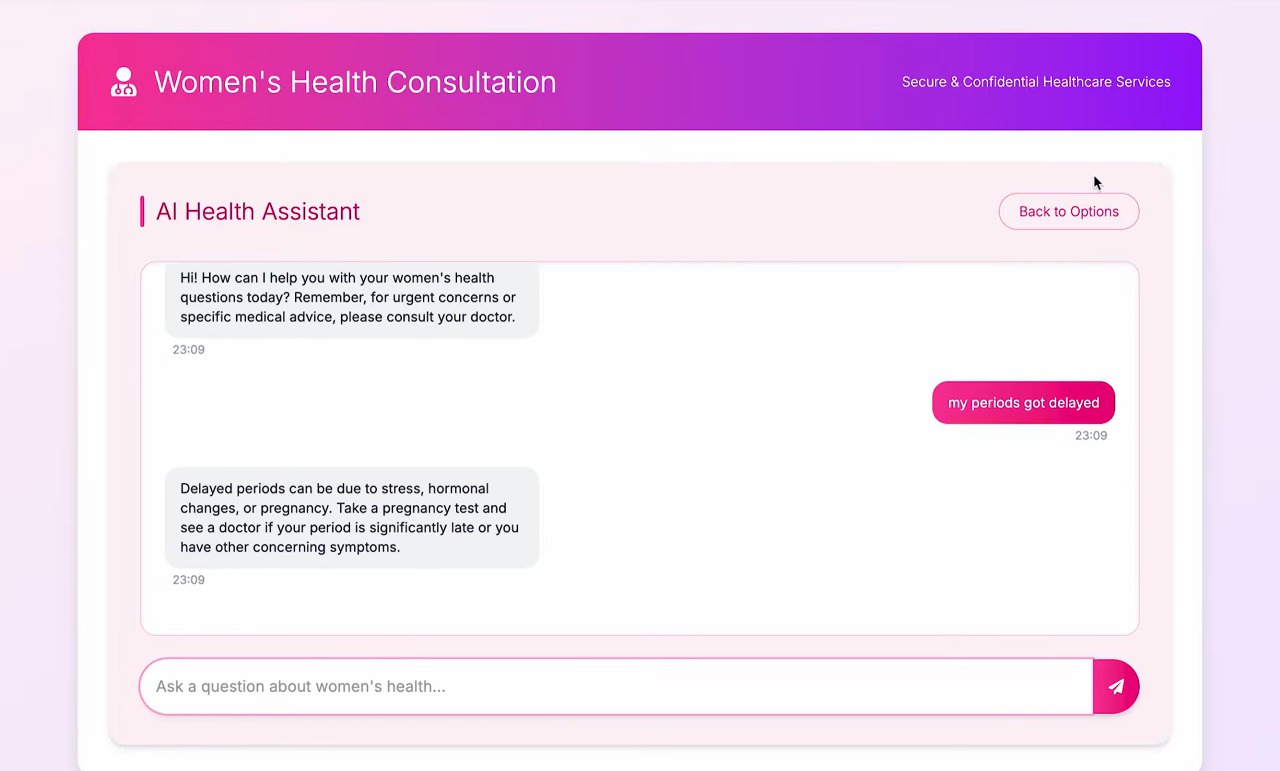 Women's Health Consultation
Secure & Confidential Healthcare Services
AI Health Assistant
Back to Options
Hi! How can I help you with your women's health
questions today? Remember, for urgent concerns or
specific medical advice, please consult your doctor.
23:09
my periods got delayed
23:09
Delayed periods can be due to stress, hormonal
changes, or pregnancy. Take a pregnancy test and
see a doctor if your period is significantly late or you
have other concerning symptoms.
23:09
Ask a question about women's health...